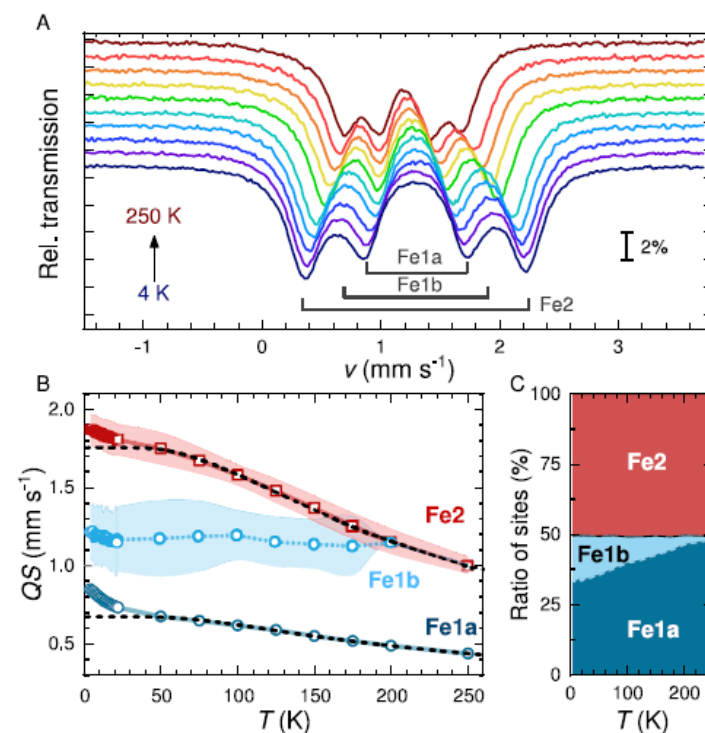 A
Rel. transmission
250 K
4 K
2%
Fe1a
Fe1b
Fe2
-1 0 1 2 3
v (mm s⁻¹)
B
2.0
1.5
1.0
0.5
QS (mm s⁻¹)
Fe2
Fe1b
Fe1a
0 50 100 150 200 250
T (K)
C
100
75
50
25
0
Ratio of sites (%)
Fe2
Fe1b
Fe1a
0 100 200
T (K)